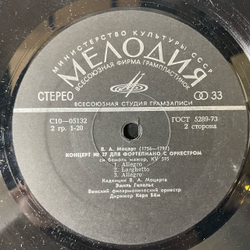 МИНИСТЕРСТВО КУЛЬТУРЫ СССР
МЕЛОДИЯ
ВСЕСОЮЗНАЯ ФИРМА ГРАМПЛАСТИНОК
СТЕРЕО
33
ВСЕСОЮЗНАЯ СТУДИЯ ГРАМЗАПИСИ
С10—05132
ГОСТ 5289-73
2 гр. 1-20
2 сторона
В. А. Моцарт (1756—1791)
КОНЦЕРТ № 27 ДЛЯ ФОРТЕПИАНО С ОРКЕСТРОМ
си бемоль мажор, KV 595
1. Allegro
2. Larghetto
3. Allegro
Каденции В. А. Моцарта
Эмиль Гилельс
Венский филармонический оркестр
Дирижер Карл Бём